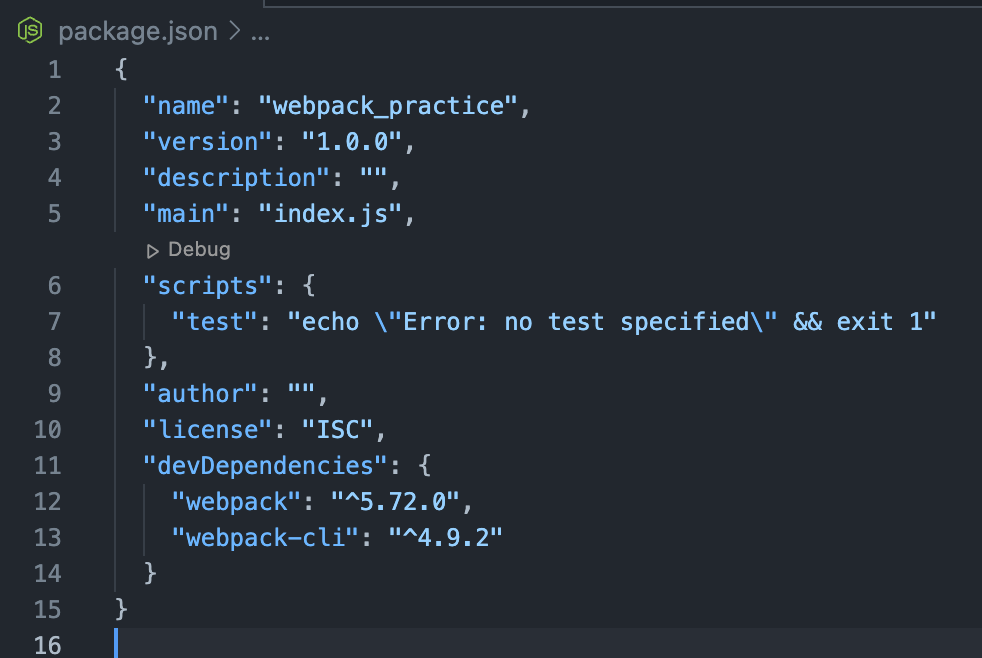 JS package.json > ...
1 {
2 "name": "webpack_practice",
3 "version": "1.0.0",
4 "description": "",
5 "main": "index.js",
Debug
6 "scripts": {
7 "test": "echo \"Error: no test specified\" && exit 1"
8 },
9 "author": "",
10 "license": "ISC",
11 "devDependencies": {
12 "webpack": "^5.72.0",
13 "webpack-cli": "^4.9.2"
14 }
15 }
16